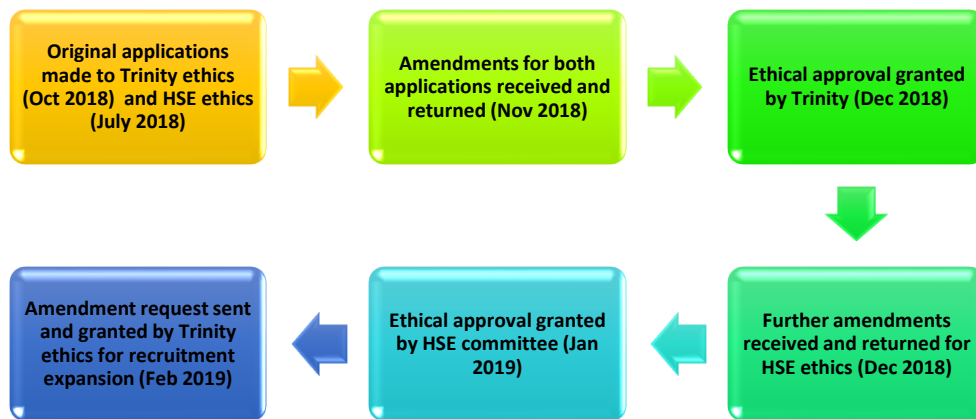 Original applications
made to Trinity ethics
(Oct 2018)  and HSE ethics
(July 2018)
Amendments for both
applications received and
returned (Nov 2018)
Ethical approval granted
by Trinity (Dec 2018)
Further amendments
received and returned for
HSE ethics (Dec 2018)
Ethical approval granted
by HSE committee (Jan
2019)
Amendment request sent
and granted by Trinity
ethics for recruitment
expansion (Feb 2019)